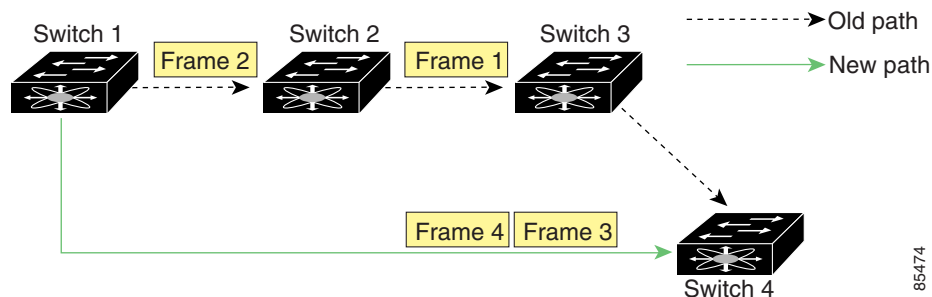 Switch 1
Switch 2
Switch 3
Old path
Frame 2
Frame 1
New path
Frame 4
Frame 3
Switch 4
85474